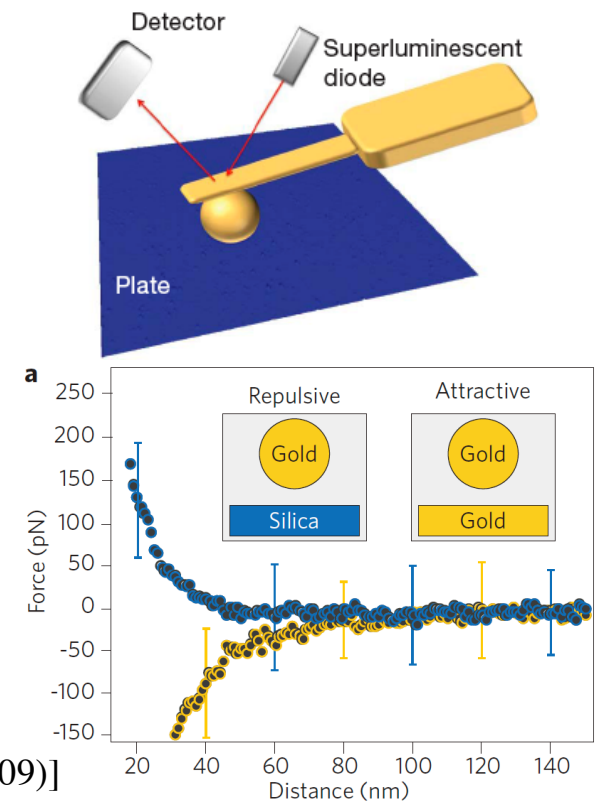 Detector
Superluminescent
diode
Plate
a
250
200
150
100
50
0
-50
-100
-150
Force (pN)
Repulsive
Attractive
Gold
Gold
Silica
Gold
20 40 60 80 100 120 140
Distance (nm)
09)]